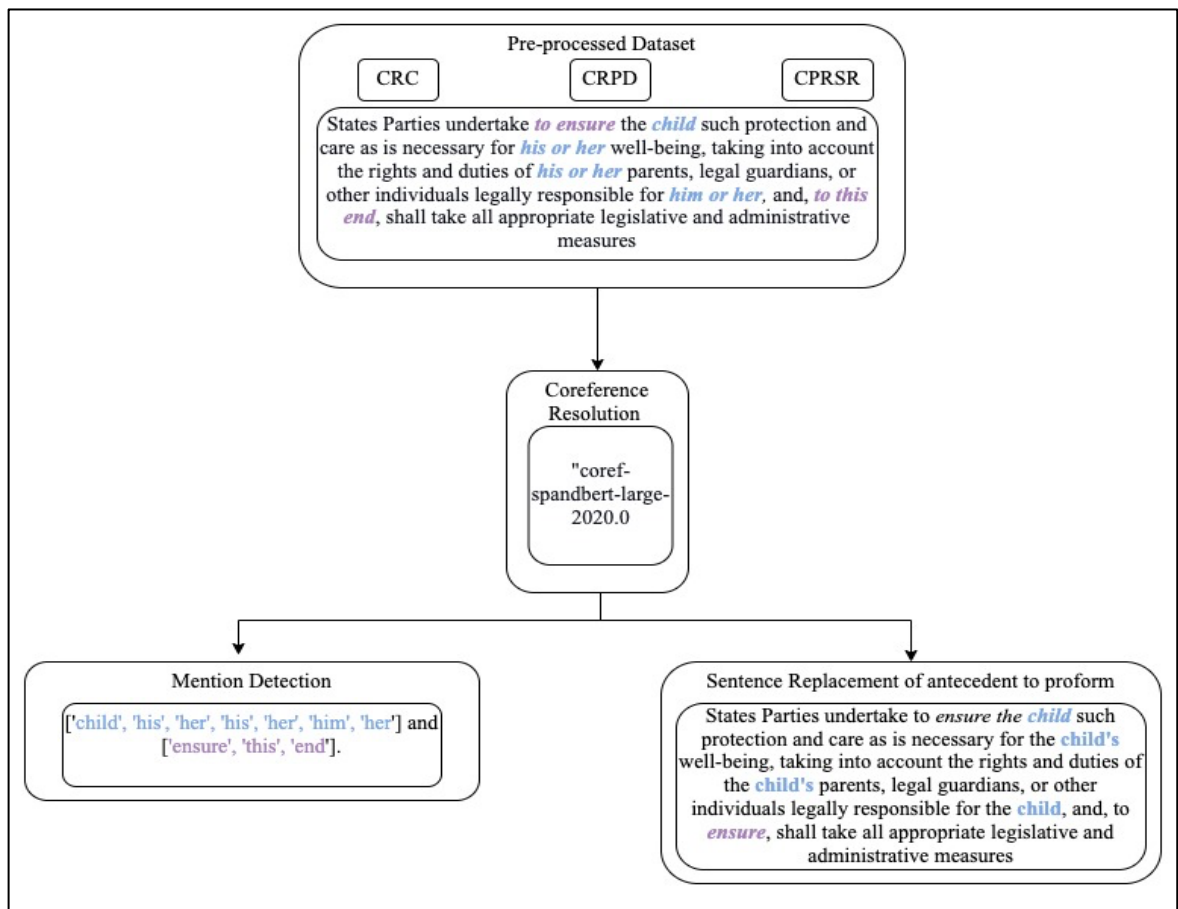 Pre-processed Dataset
CRC
CRPD
CPRSR
States Parties undertake to ensure the child such protection and
care as is necessary for his or her well-being, taking into account
the rights and duties of his or her parents, legal guardians, or
other individuals legally responsible for him or her, and, to this
end, shall take all appropriate legislative and administrative
measures
Coreference
Resolution
"coref-
spandbert-large-
2020.0
Mention Detection
['child', 'his', 'her', 'his', 'her', 'him', 'her'] and
['ensure', 'this', 'end'].
Sentence Replacement of antecedent to proform
States Parties undertake to ensure the child such
protection and care as is necessary for the child's
well-being, taking into account the rights and duties of
the child's parents, legal guardians, or other
individuals legally responsible for the child, and, to
ensure, shall take all appropriate legislative and
administrative measures